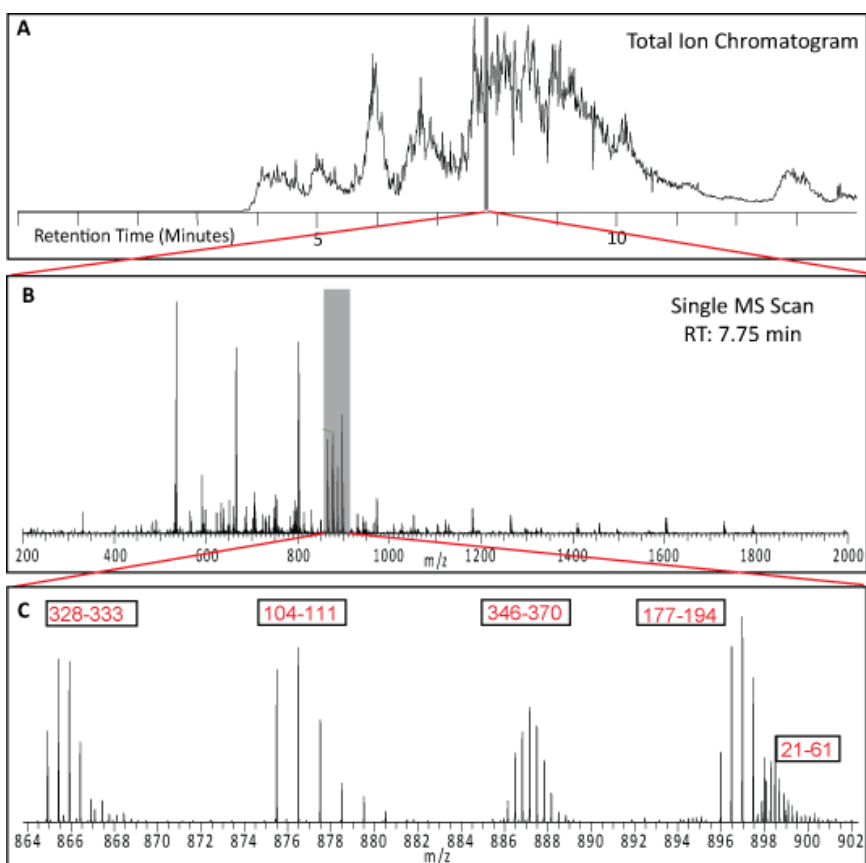 A
Total Ion Chromatogram
Retention Time (Minutes)
5
10
B
Single MS Scan
RT: 7.75 min
200 400 600 800 1000 1200 1400 1600 1800 2000
m/z
C
328-333 104-111 346-370 177-194
21-61
864 866 868 870 872 874 876 878 880 882 884 886 888 890 892 894 896 898 900 902
m/z